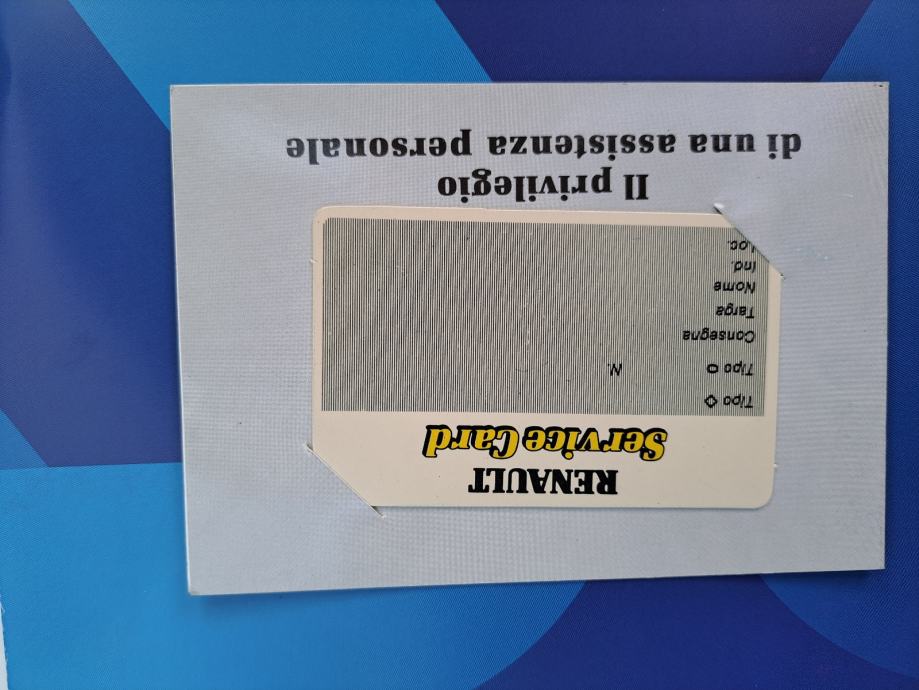 RENAULT
Service Card
Tipo ◇
Tipo O N.
Consegna
Targa
Nome
Ind.
Loc.
Il privilegio
di una assistenza personale